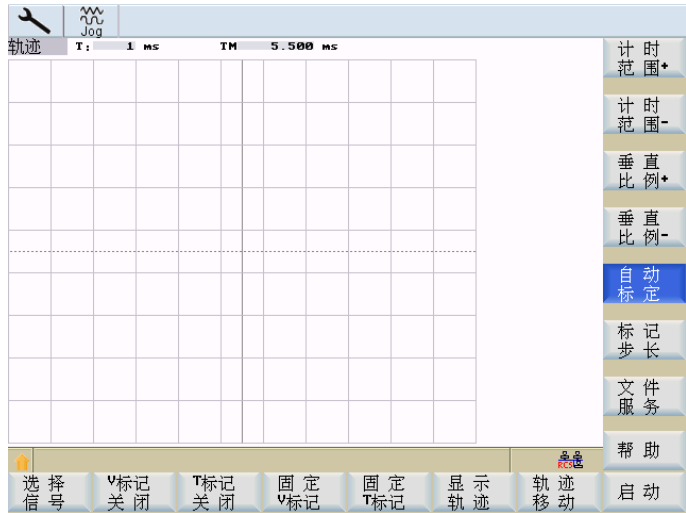 Jog
轨迹 T: 1 ms TM 5.500 ms
计时
范围+
计时
范围-
垂直
比例+
垂直
比例-
自动
标定
标记
步长
文件
服务
帮助
RCS
选择
信号
V标记
关闭
T标记
关闭
固定
V标记
固定
T标记
显示
轨迹
轨迹
移动
启动